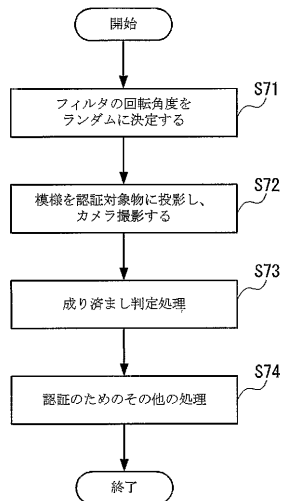 開始
S71
フィルタの回転角度を
ランダムに決定する
S72
模様を認証対象物に投影し、
カメラ撮影する
S73
成り済まし判定処理
S74
認証のためのその他の処理
終了